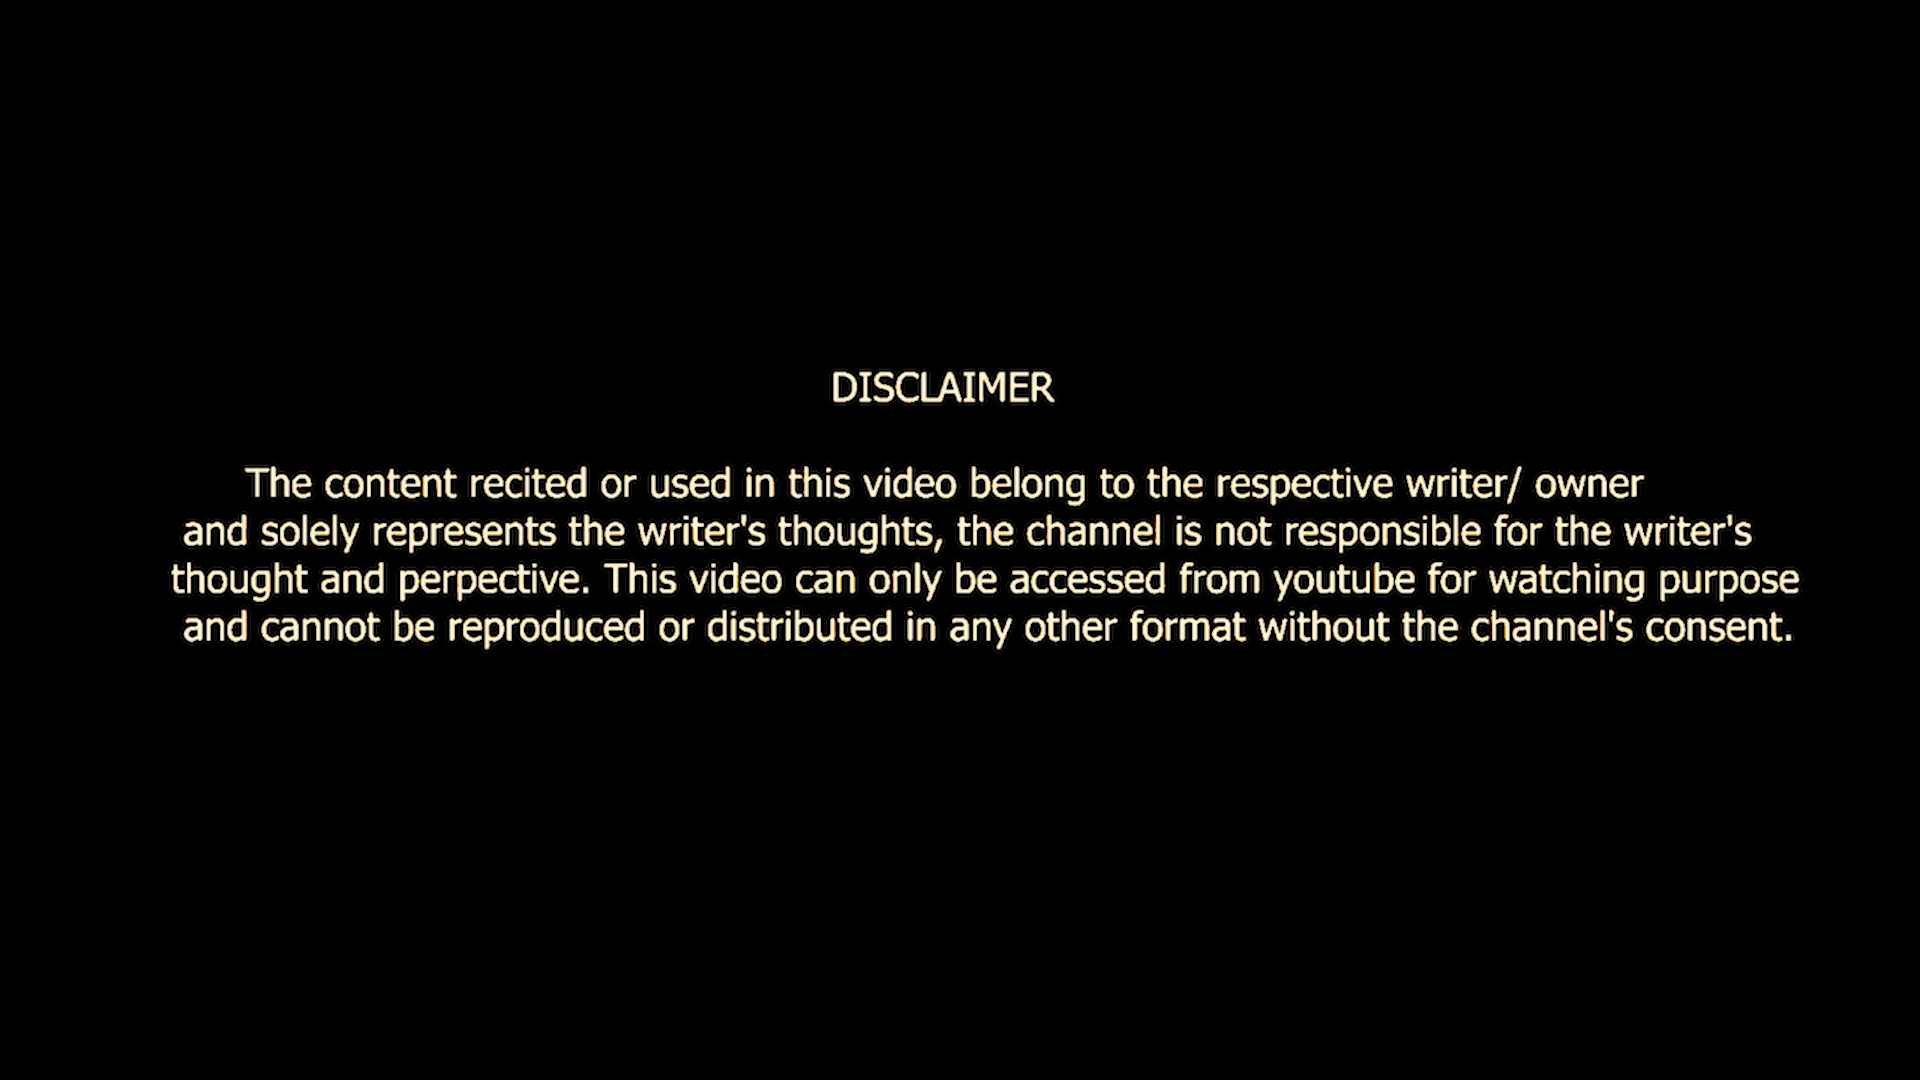 DISCLAIMER
The content recited or used in this video belong to the respective writer/ owner
and solely represents the writer's thoughts, the channel is not responsible for the writer's
thought and perpective. This video can only be accessed from youtube for watching purpose
and cannot be reproduced or distributed in any other format without the channel's consent.